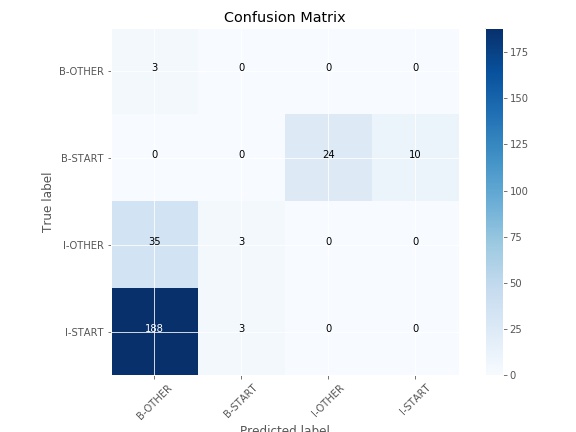 Confusion Matrix
B-OTHER 3 0 0 0
B-START 0 0 24 10
I-OTHER 35 3 0 0
I-START 188 3 0 0
True label
B-OTHER B-START I-OTHER I-START
Predicted label
175
150
125
100
75
50
25
0